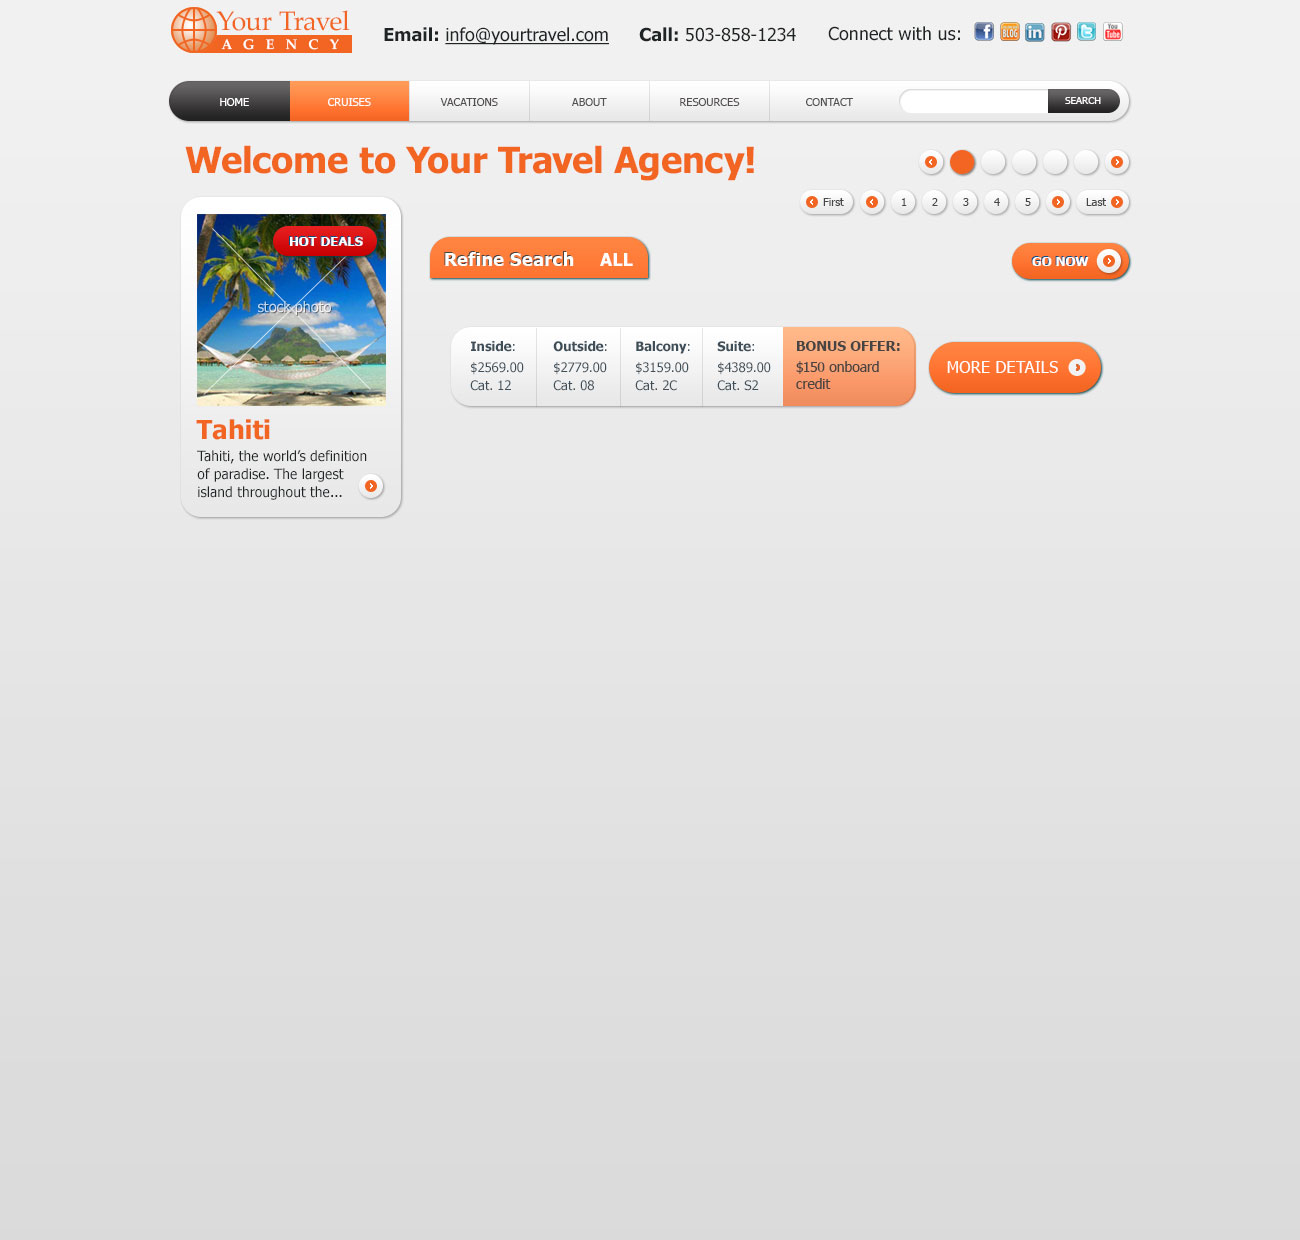 Your Travel
AGENCY
Email: info@yourtravel.com
Call: 503-858-1234
Connect with us:
BLOG
in
You
Tube
HOME
CRUISES
VACATIONS
ABOUT
RESOURCES
CONTACT
SEARCH
Welcome to Your Travel Agency!
First
1
2
3
4
5
Last
HOT DEALS
stock photo
Tahiti
Tahiti, the world's definition
of paradise. The largest
island throughout the...
Refine Search ALL
GO NOW
Inside:
$2569.00
Cat. 12
Outside:
$2779.00
Cat. 08
Balcony:
$3159.00
Cat. 2C
Suite:
$4389.00
Cat. S2
BONUS OFFER:
$150 onboard
credit
MORE DETAILS